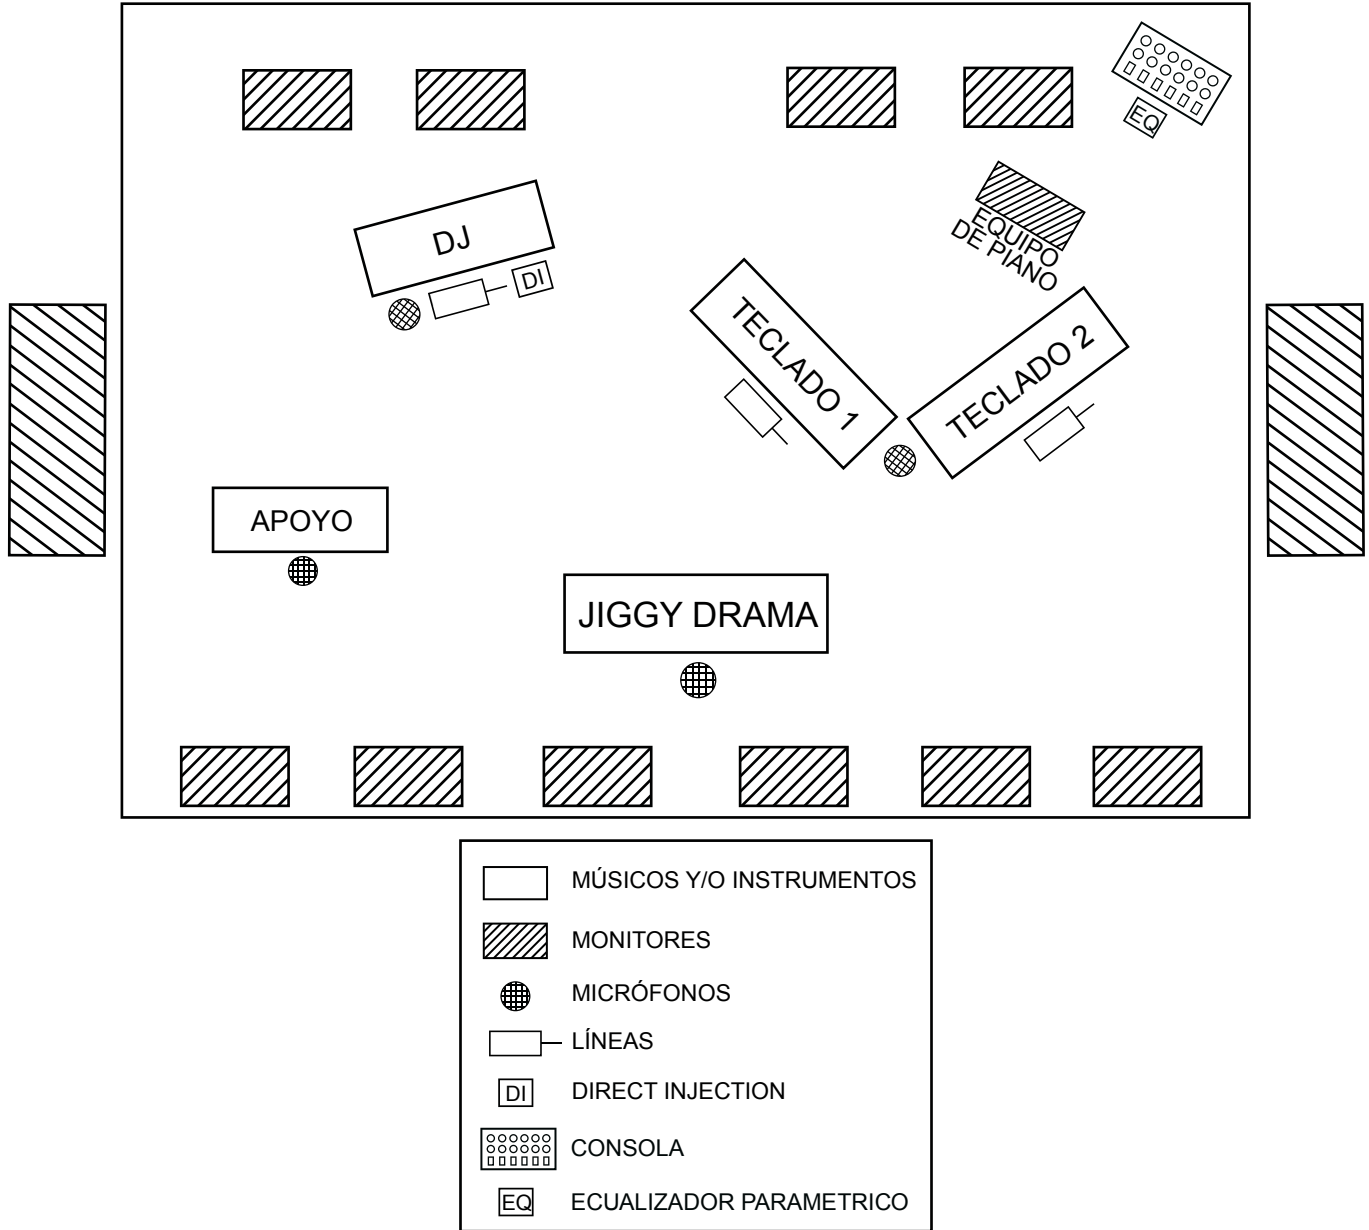 EQ
DJ
DI
EQUIPO
DE PIANO
TECLADO 1
TECLADO 2
APOYO
JIGGY DRAMA
MÚSICOS Y/O INSTRUMENTOS
MONITORES
MICRÓFONOS
LÍNEAS
DI DIRECT INJECTION
CONSOLA
EQ ECUALIZADOR PARAMETRICO